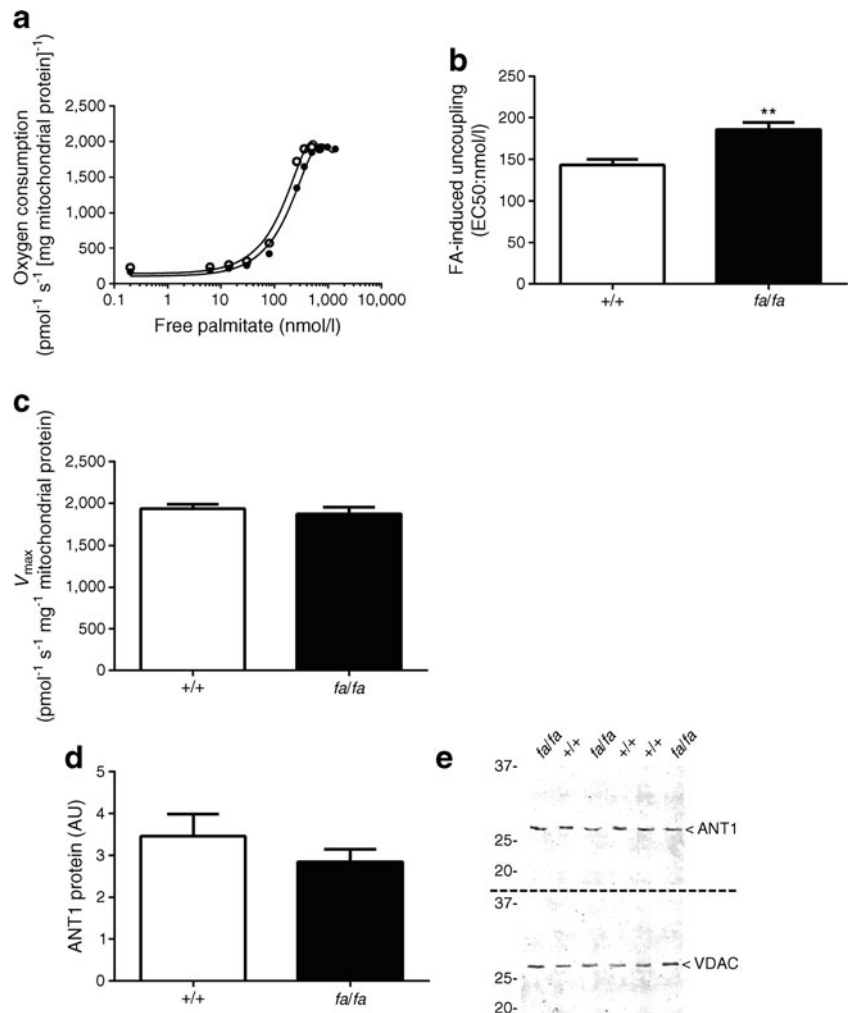 a
Oxygen consumption
(pmol⁻¹ s⁻¹ [mg mitochondrial protein]⁻¹)
2,500
2,000
1,500
1,000
500
0
0.1 1 10 100 1,000 10,000
Free palmitate (nmol/l)
b
FA-induced uncoupling
(EC50:nmol/l)
250
200
150
100
50
0
**
+/+ fa/fa
c
Vmax
(pmol⁻¹ s⁻¹ mg⁻¹ mitochondrial protein)
2,500
2,000
1,500
1,000
500
0
+/+ fa/fa
d
ANT1 protein (AU)
5
4
3
2
1
0
+/+ fa/fa
e
fa/fa +/+ fa/fa +/+ +/+ fa/fa
37-
25-
20-
< ANT1
37-
25-
20-
< VDAC